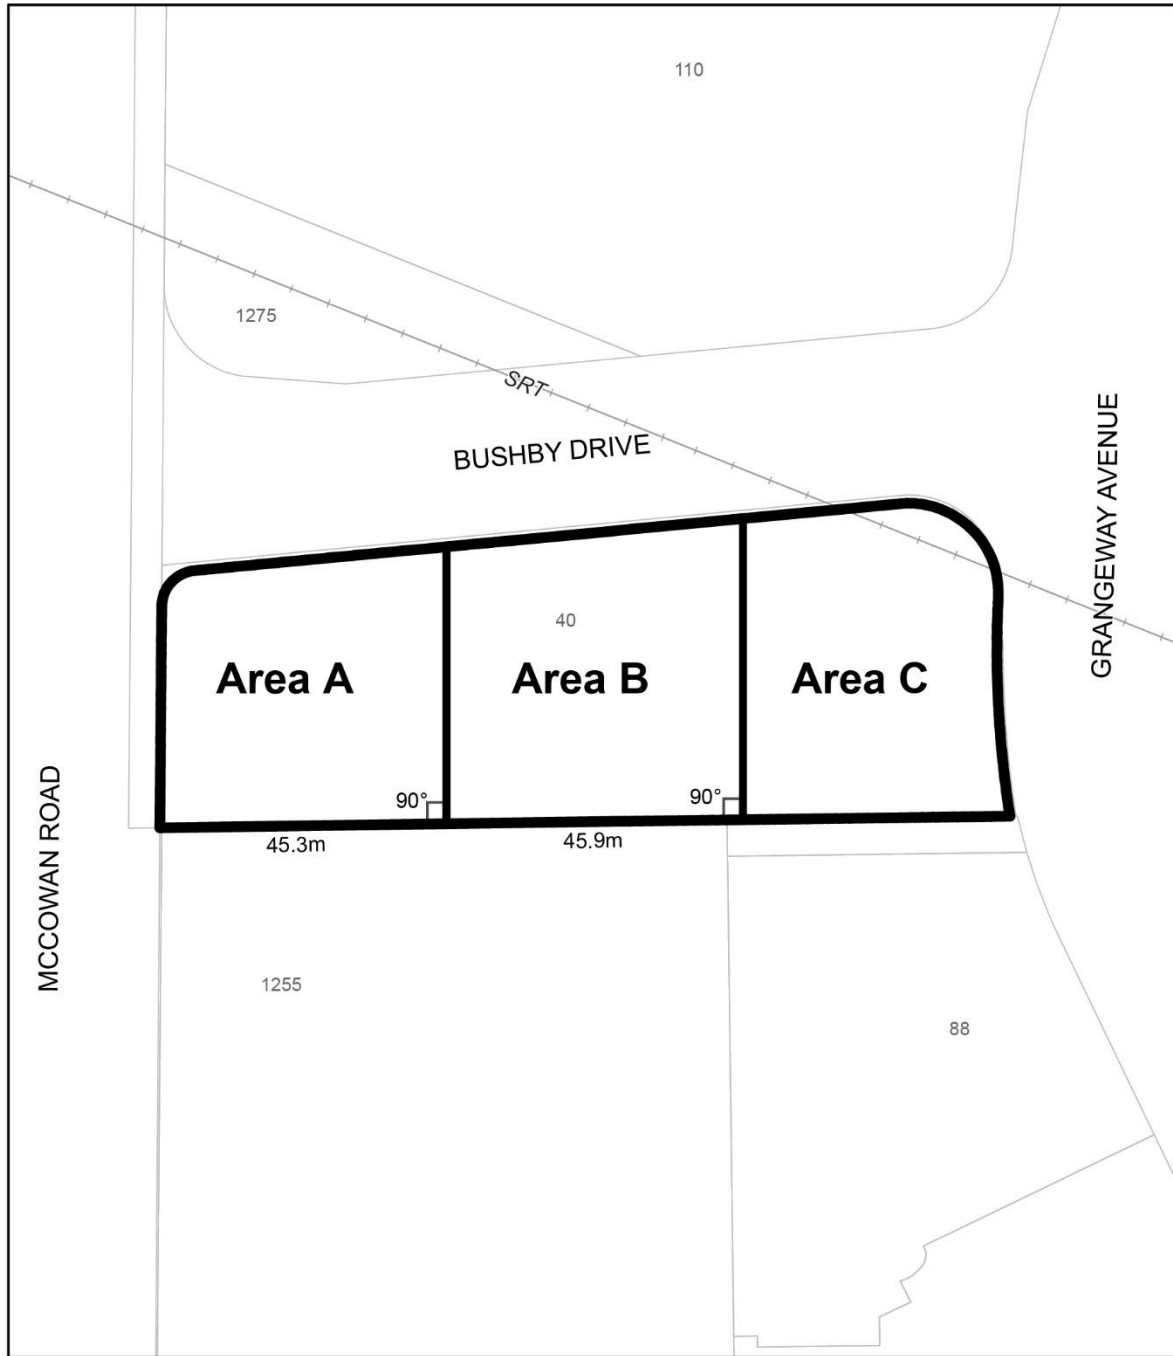 110
1275
SRT
BUSHBY DRIVE
GRANGEWAY AVENUE
40
Area A
Area B
Area C
90°
90°
45.3m
45.9m
MCCOWAN ROAD
1255
88